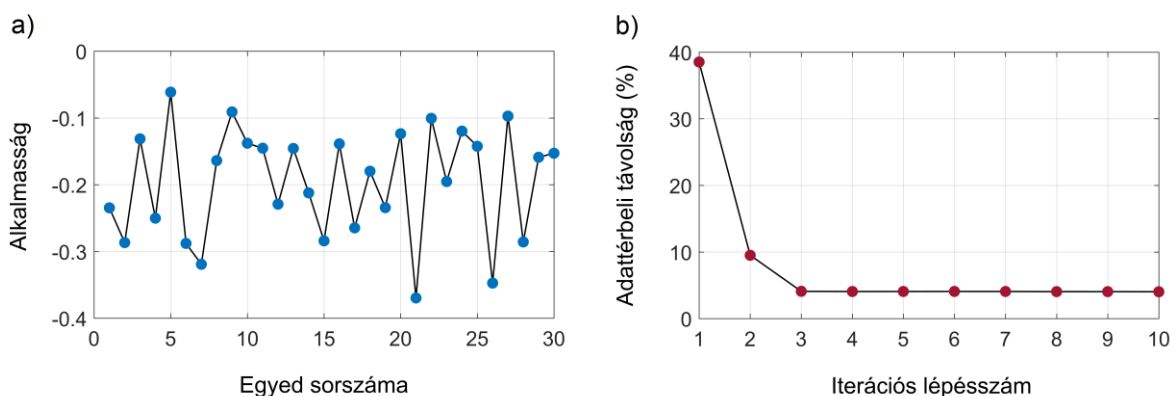 a)
0
-0.1
-0.2
-0.3
-0.4
Alkalmasság
0 5 10 15 20 25 30
Egyed sorszáma
b)
40
30
20
10
0
Adattérbeli távolság (%)
1 2 3 4 5 6 7 8 9 10
Iterációs lépésszám